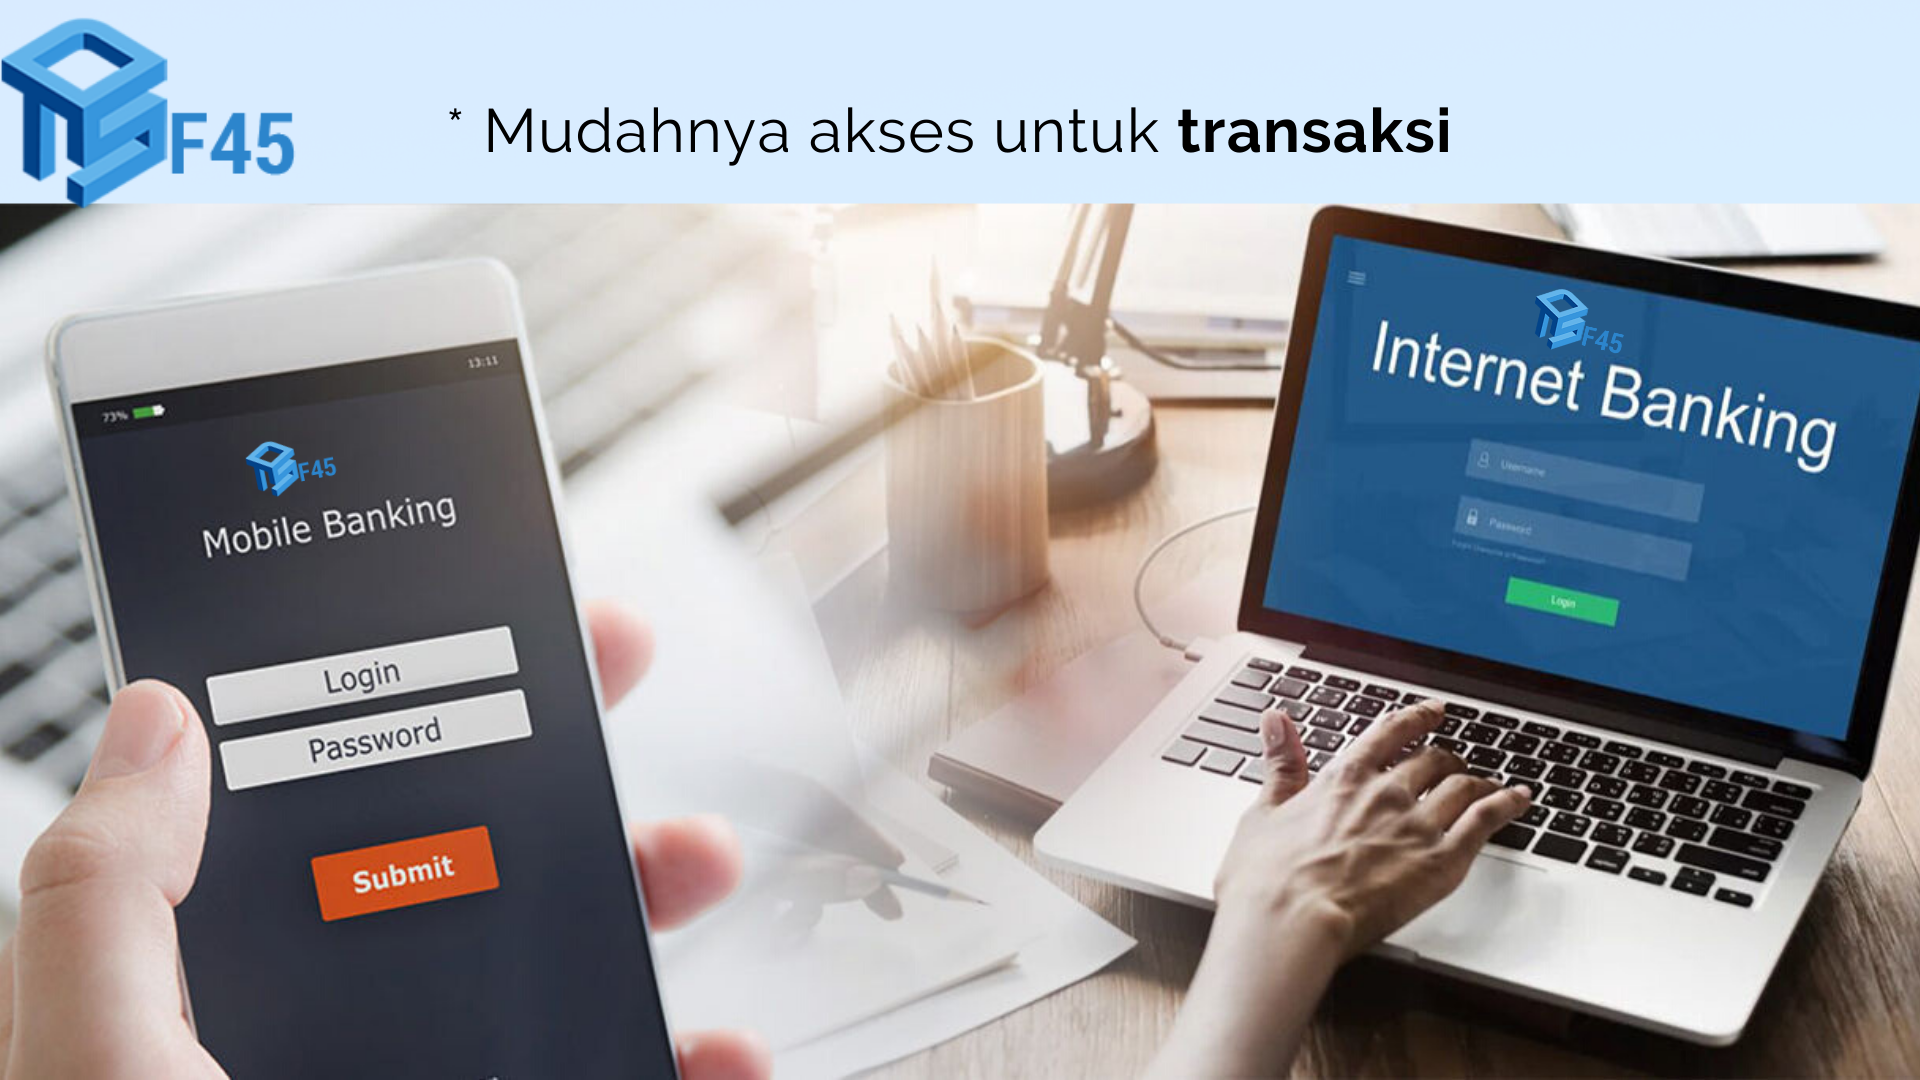 F45
* Mudahnya akses untuk transaksi
73%
13:11
F45
Mobile Banking
Login
Password
Submit
F45
Internet Banking
Username
Password
Login